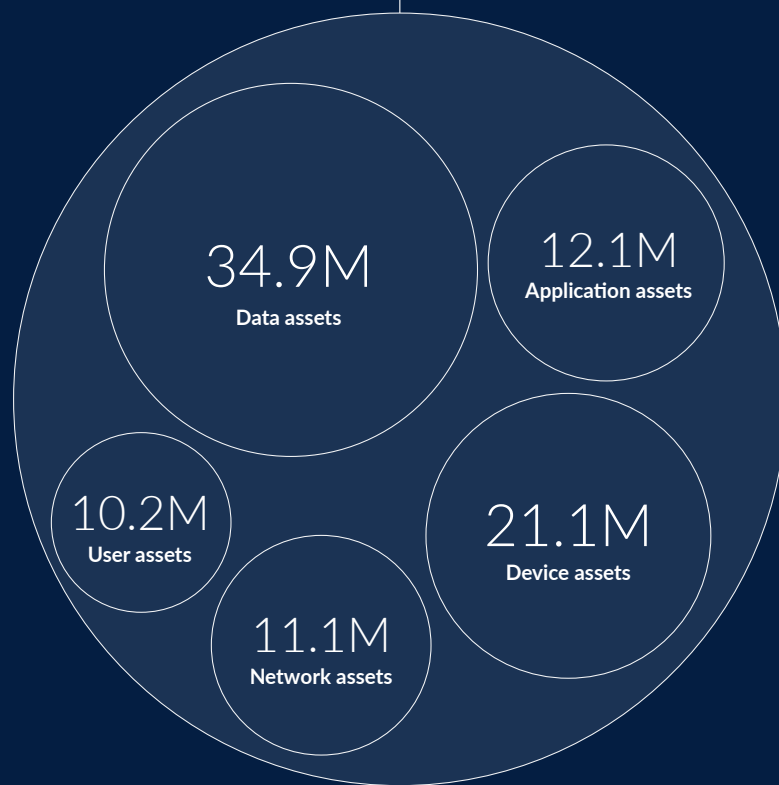 34.9M
Data assets
12.1M
Application assets
10.2M
User assets
21.1M
Device assets
11.1M
Network assets